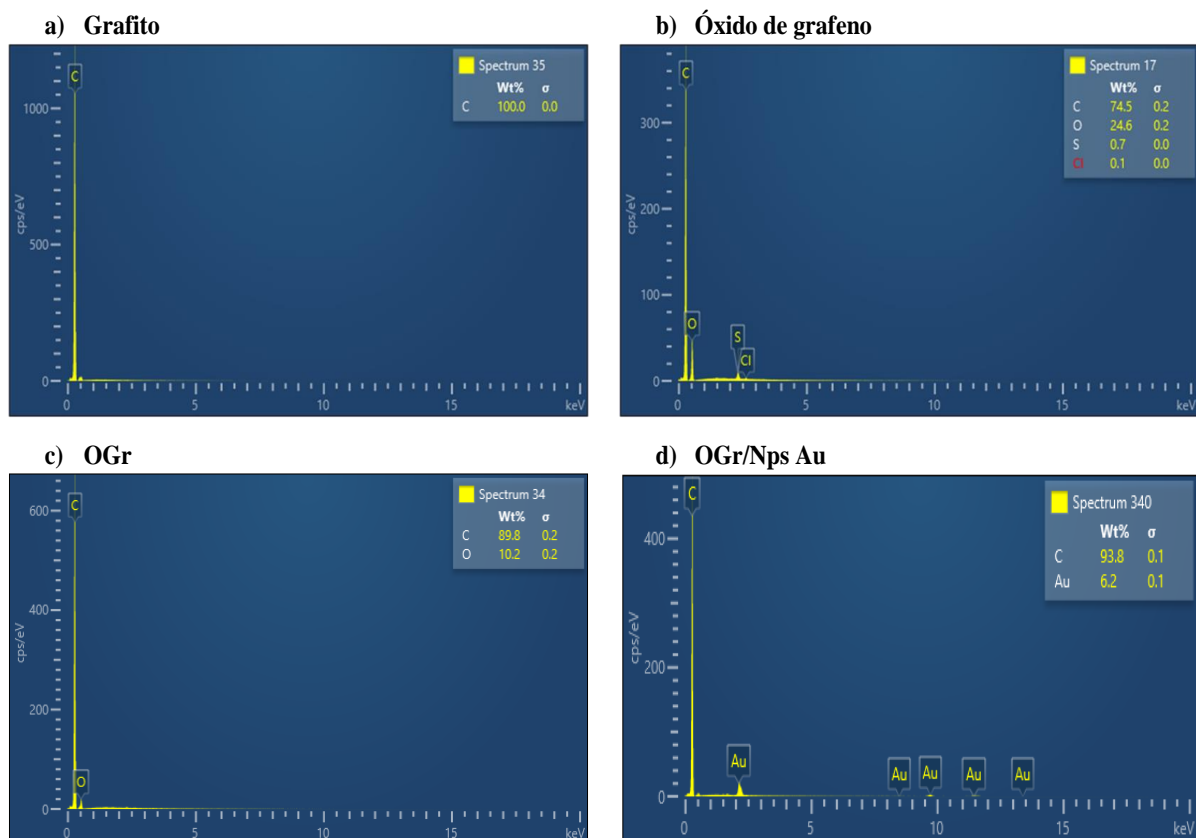 a) Grafito
Spectrum 35
Wt% σ
C 100.0 0.0
C
1000
500
0
cps/eV
0 5 10 15 keV
b) Óxido de grafeno
Spectrum 17
Wt% σ
C 74.5 0.2
O 24.6 0.2
S 0.7 0.0
Cl 0.1 0.0
C
300
200
100
0
cps/eV
O
S
Cl
0 5 10 15 keV
c) OGr
Spectrum 34
Wt% σ
C 89.8 0.2
O 10.2 0.2
C
600
400
200
0
cps/eV
O
0 5 10 15 keV
d) OGr/Nps Au
Spectrum 340
Wt% σ
C 93.8 0.1
Au 6.2 0.1
C
400
200
0
cps/eV
Au
Au Au Au Au
0 5 10 15 keV